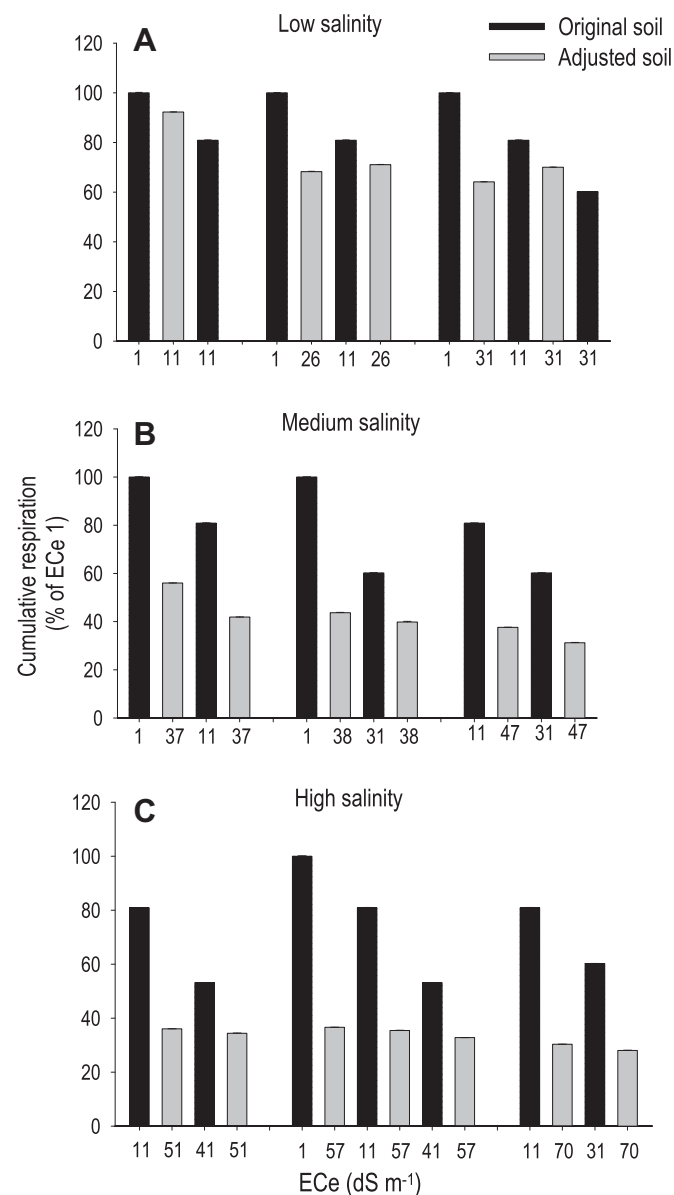 A
Low salinity
Original soil
Adjusted soil
120
100
80
60
40
20
0
1 11 11 1 26 11 26 1 31 11 31 31
B
Medium salinity
120
100
80
60
40
20
0
1 37 11 37 1 38 31 38 11 47 31 47
Cumulative respiration
(% of ECe 1)
C
High salinity
120
100
80
60
40
20
0
11 51 41 51 1 57 11 57 41 57 11 70 31 70
ECe (dS m⁻¹)